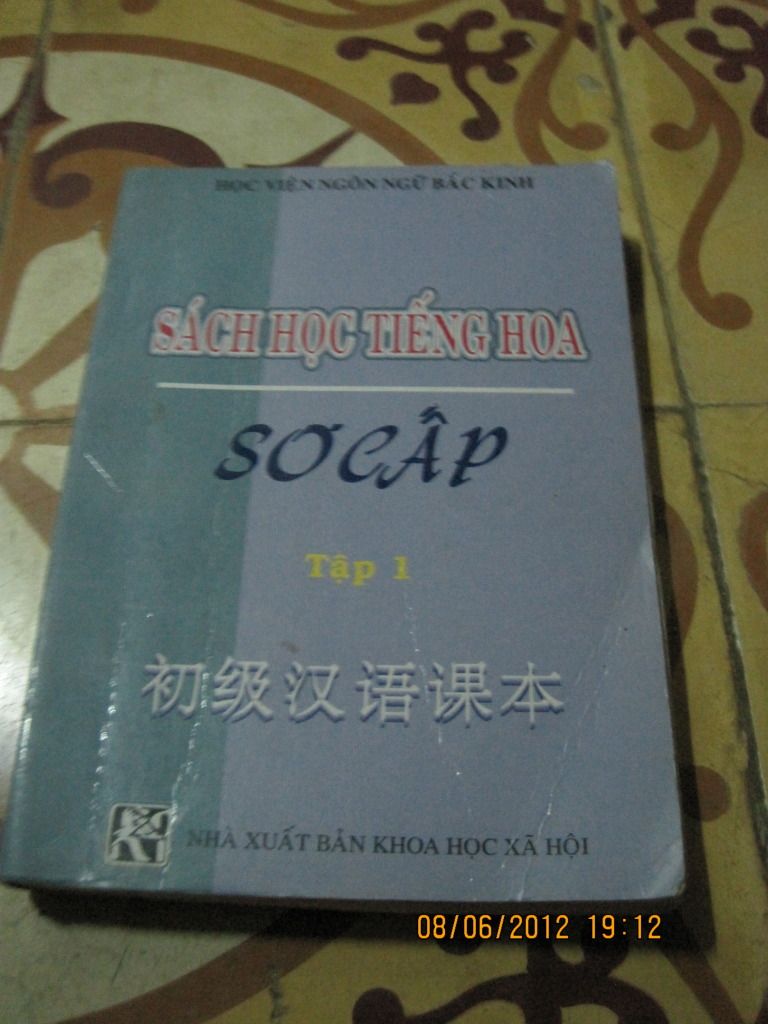 HỌC VIỆN NGÔN NGỮ BẮC KINH
SÁCH HỌC TIẾNG HOA
SƠ CẤP
Tập 1
初级汉语课本
NHÀ XUẤT BẢN KHOA HỌC XÃ HỘI
08/06/2012 19:12